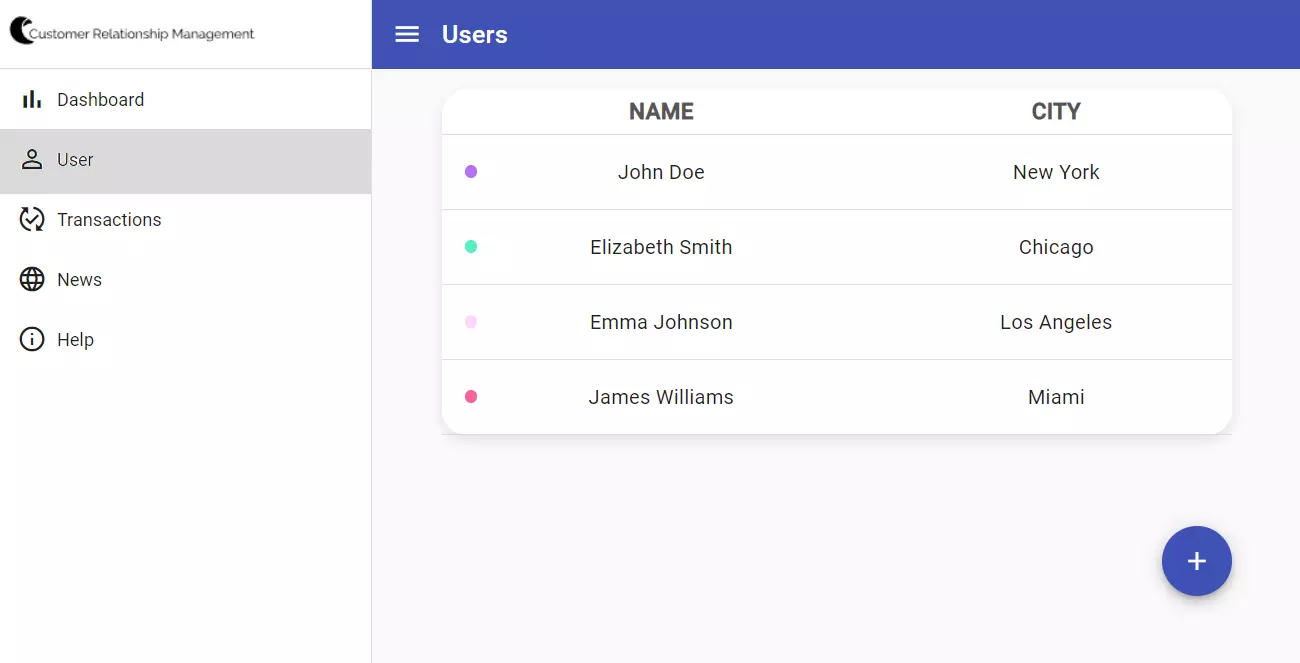 Customer Relationship Management
Dashboard
User
Transactions
News
Help
Users
NAME CITY
John Doe New York
Elizabeth Smith Chicago
Emma Johnson Los Angeles
James Williams Miami
+